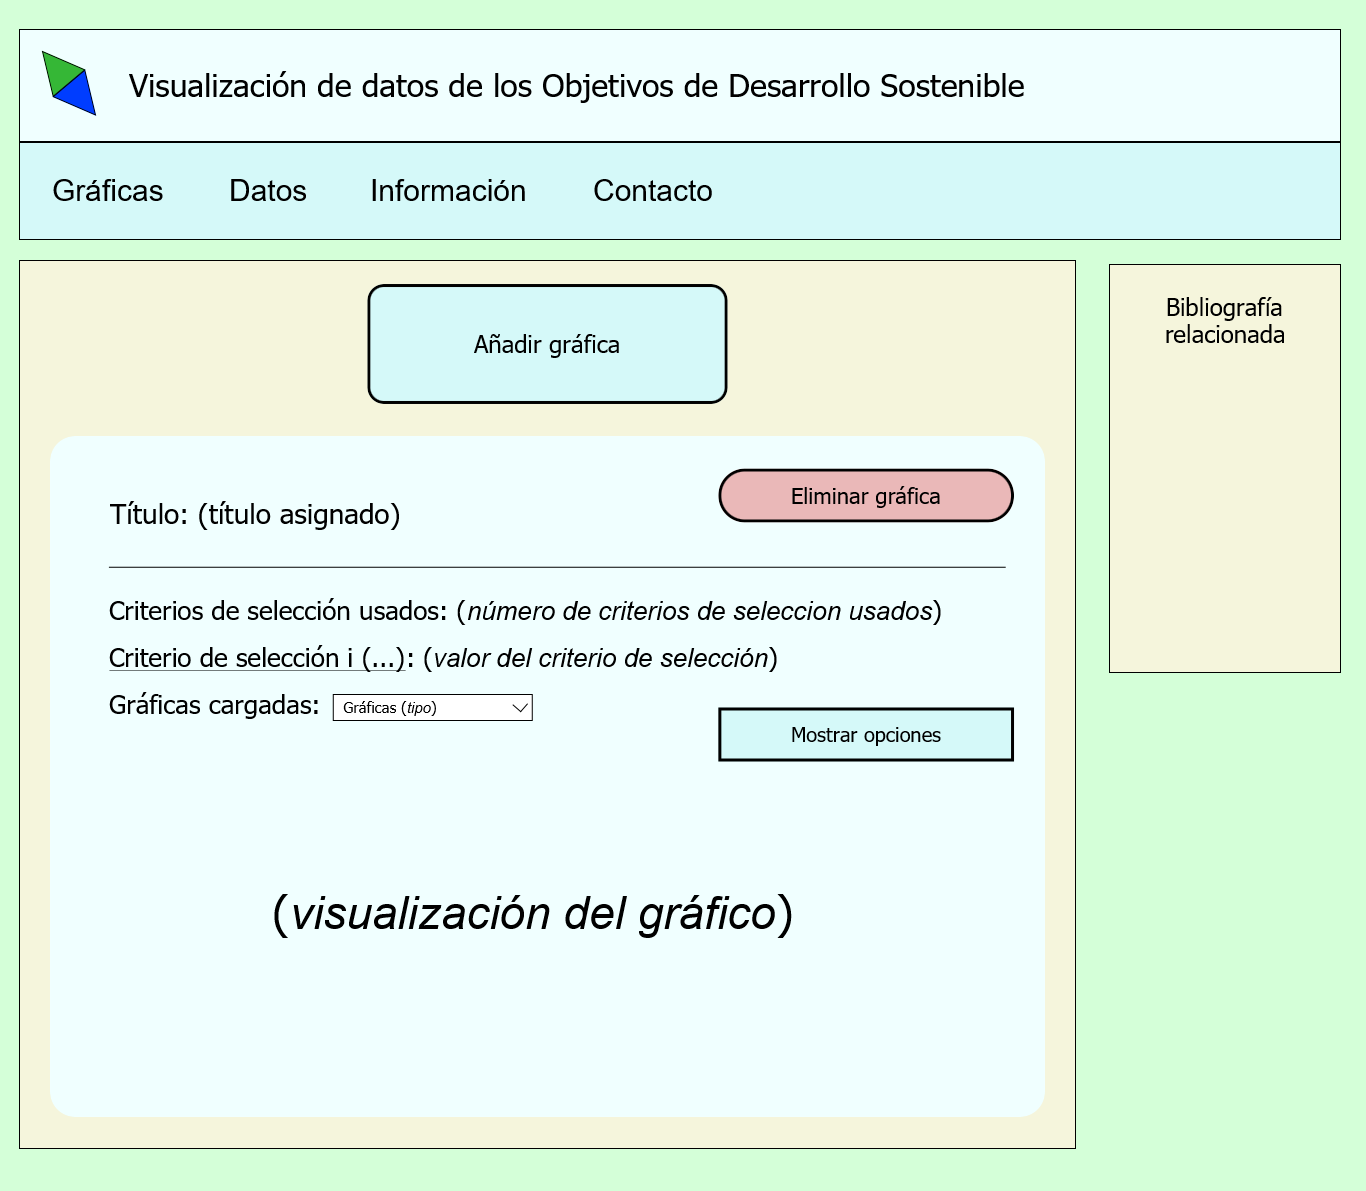 Visualización de datos de los Objetivos de Desarrollo Sostenible
Gráficas Datos Información Contacto
Añadir gráfica
Eliminar gráfica
Título: (título asignado)
Criterios de selección usados: (número de criterios de seleccion usados)
Criterio de selección i (...): (valor del criterio de selección)
Gráficas cargadas: Gráficas (tipo)
Mostrar opciones
(visualización del gráfico)
Bibliografía
relacionada